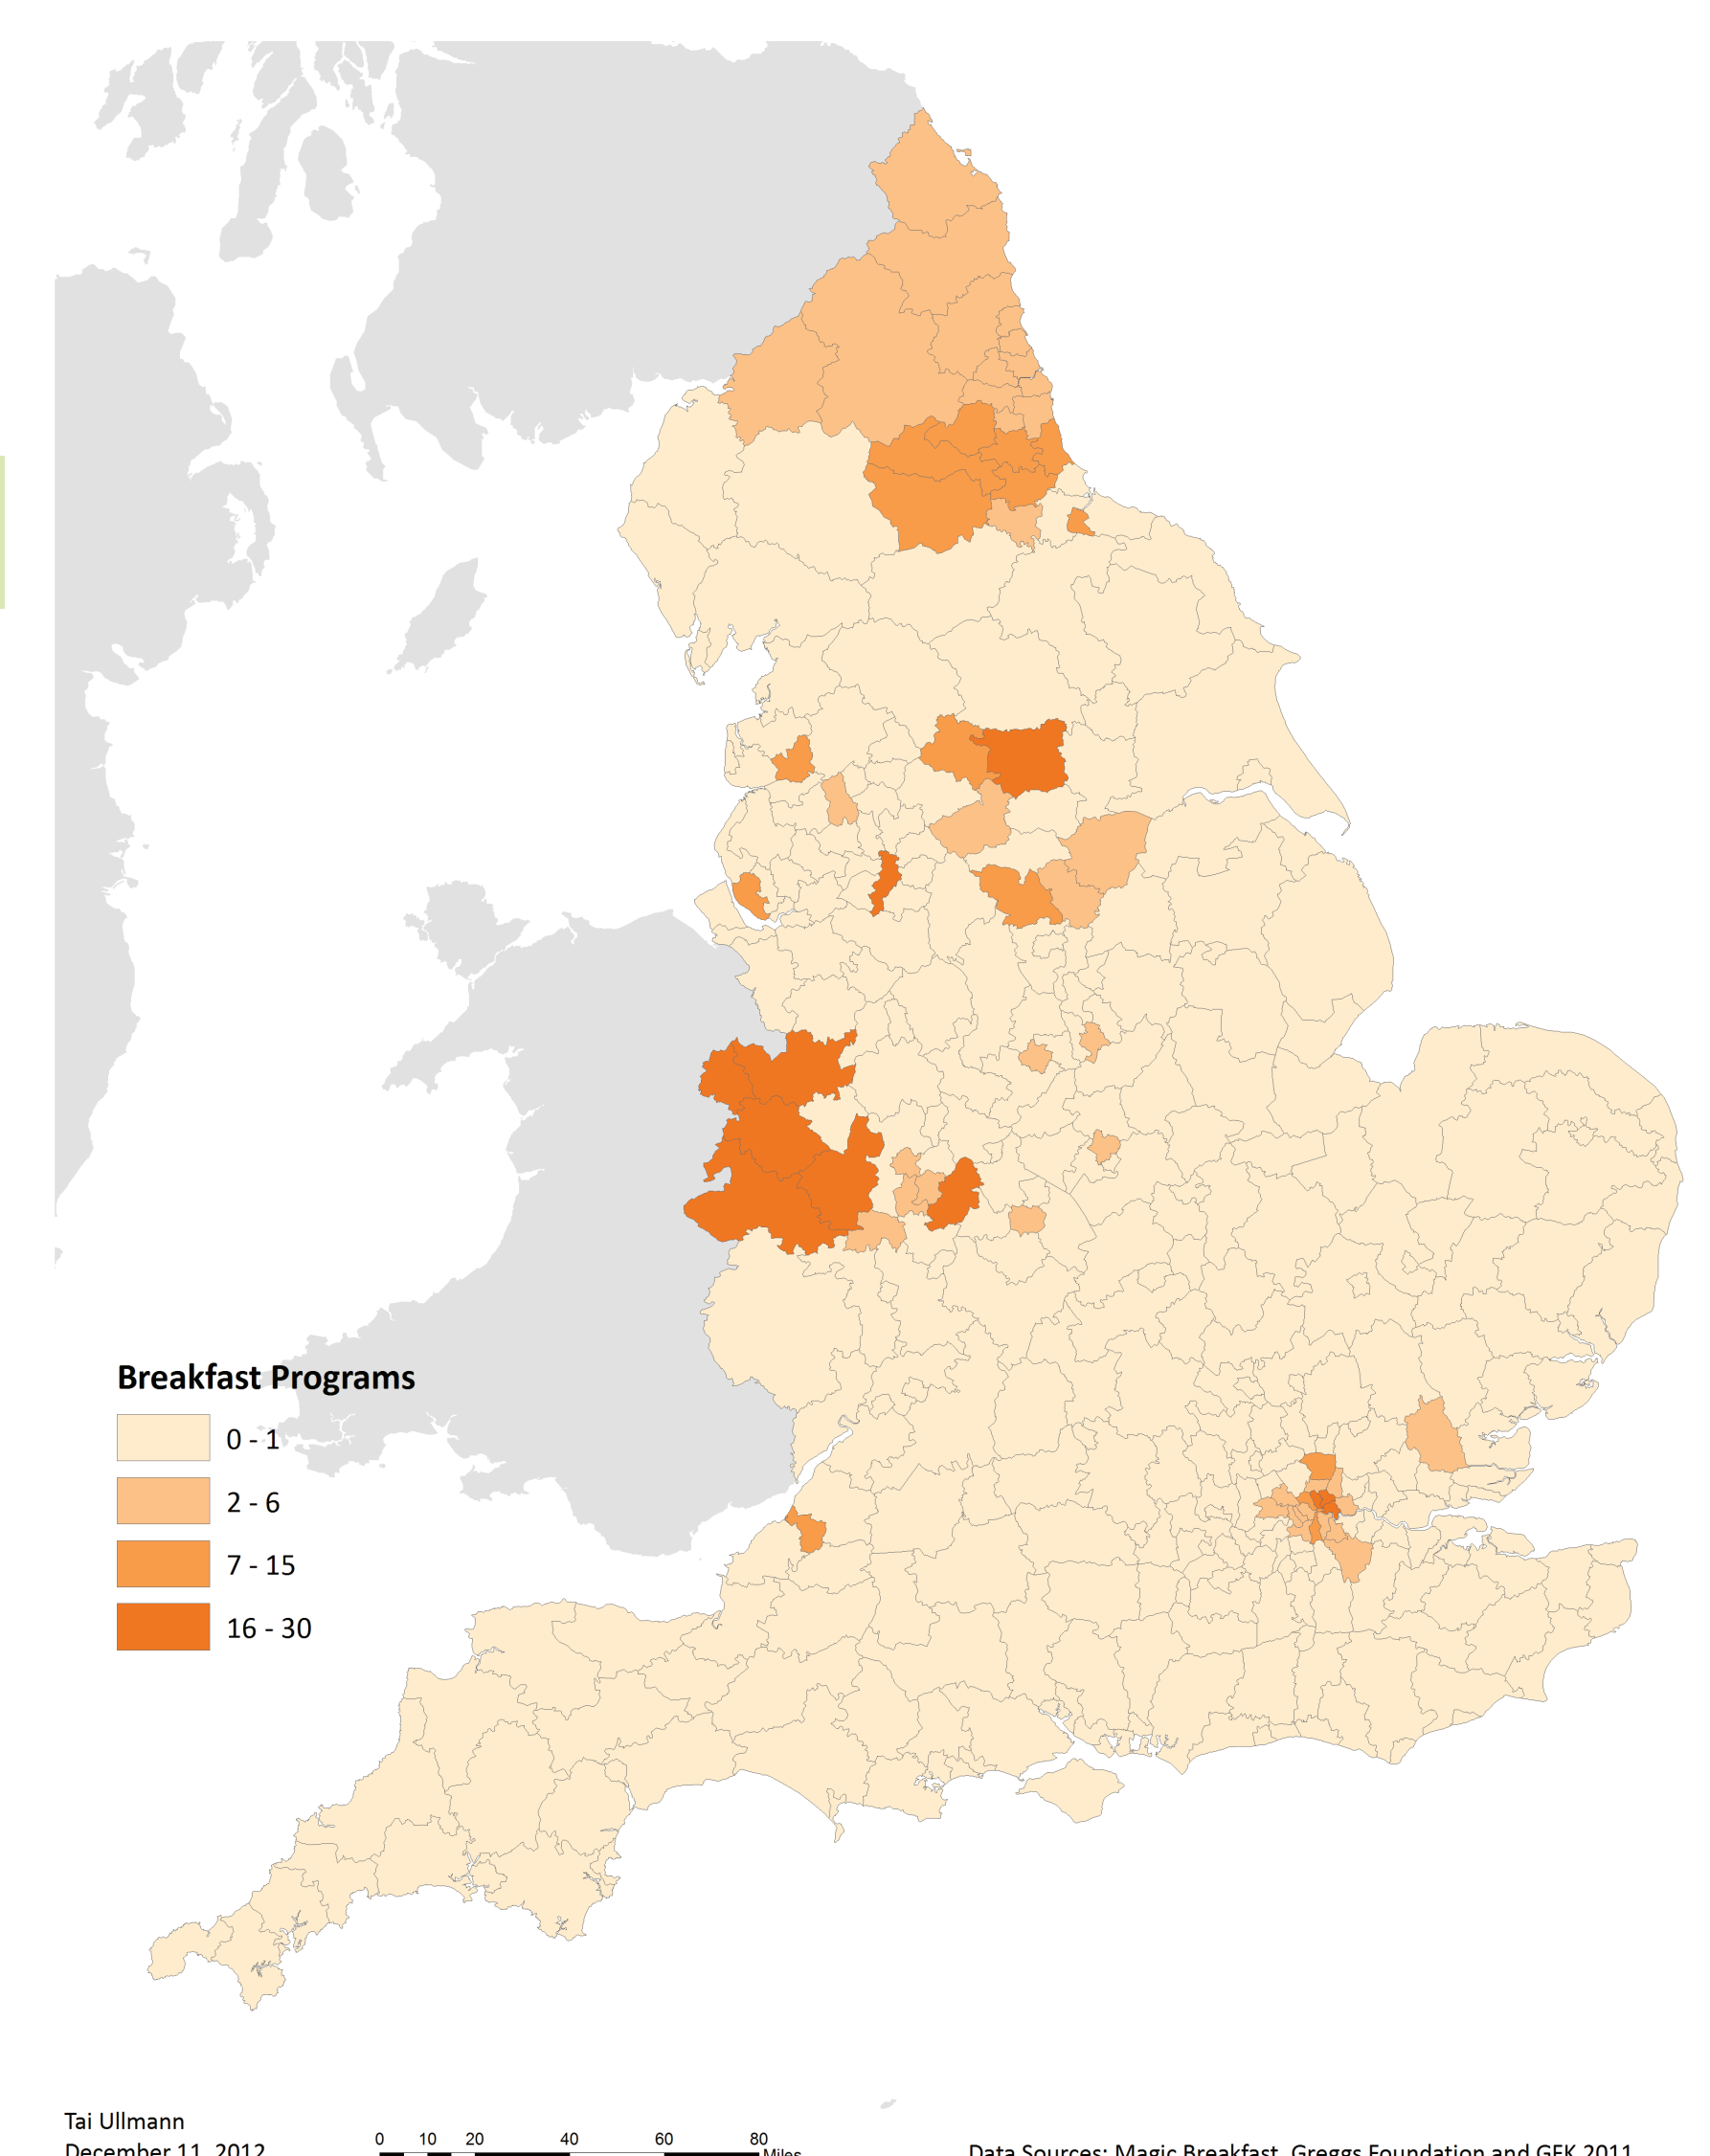 Breakfast Programs
0 - 1
2 - 6
7 - 15
16 - 30
Tai Ullmann
December 11, 2012
0 10 20 40 60 80
Miles
Data Sources: Magic Breakfast, Greggs Foundation and GFK 2011